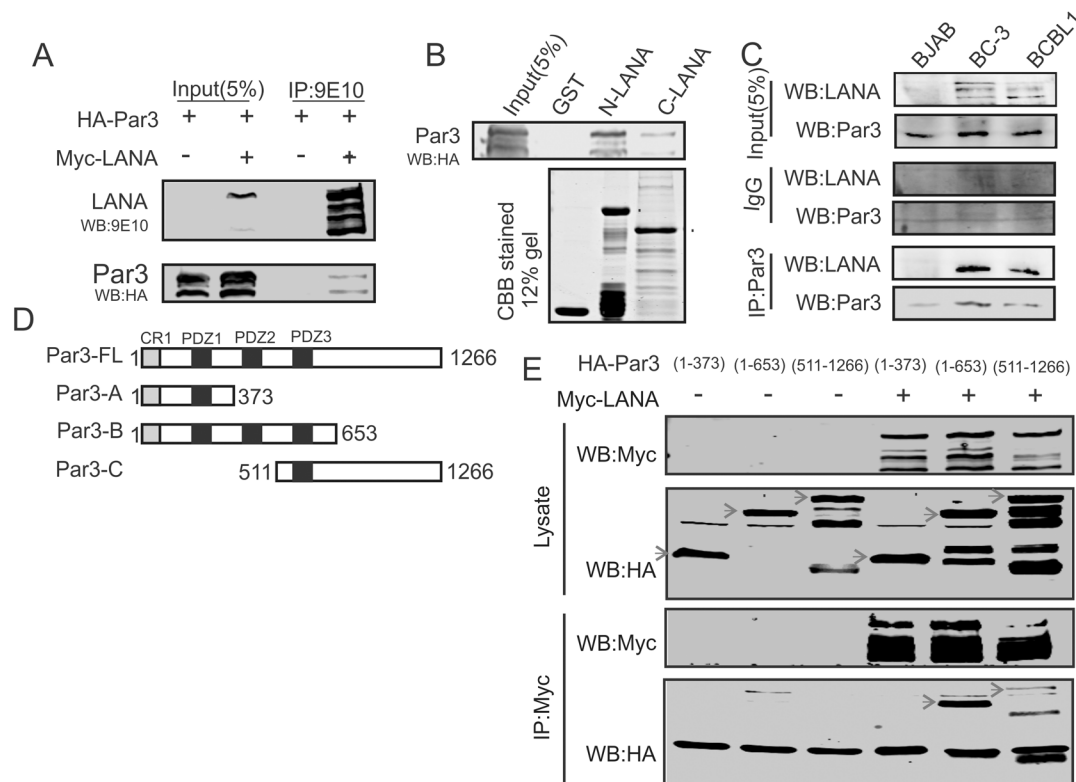 A
Input(5%) IP:9E10
HA-Par3 + + + +
Myc-LANA - + - +
LANA
WB:9E10
Par3
WB:HA
B
Input(5%) GST N-LANA C-LANA
Par3
WB:HA
CBB stained
12% gel
C
BJAB BC-3 BCBL1
Input(5%)
WB:LANA
WB:Par3
IgG
WB:LANA
WB:Par3
IP:Par3
WB:LANA
WB:Par3
D
CR1 PDZ1 PDZ2 PDZ3
Par3-FL 1 1266
Par3-A 1 373
Par3-B 1 653
Par3-C 511 1266
E
HA-Par3 (1-373) (1-653) (511-1266) (1-373) (1-653) (511-1266)
Myc-LANA - - - + + +
Lysate
WB:Myc
WB:HA
IP:Myc
WB:Myc
WB:HA